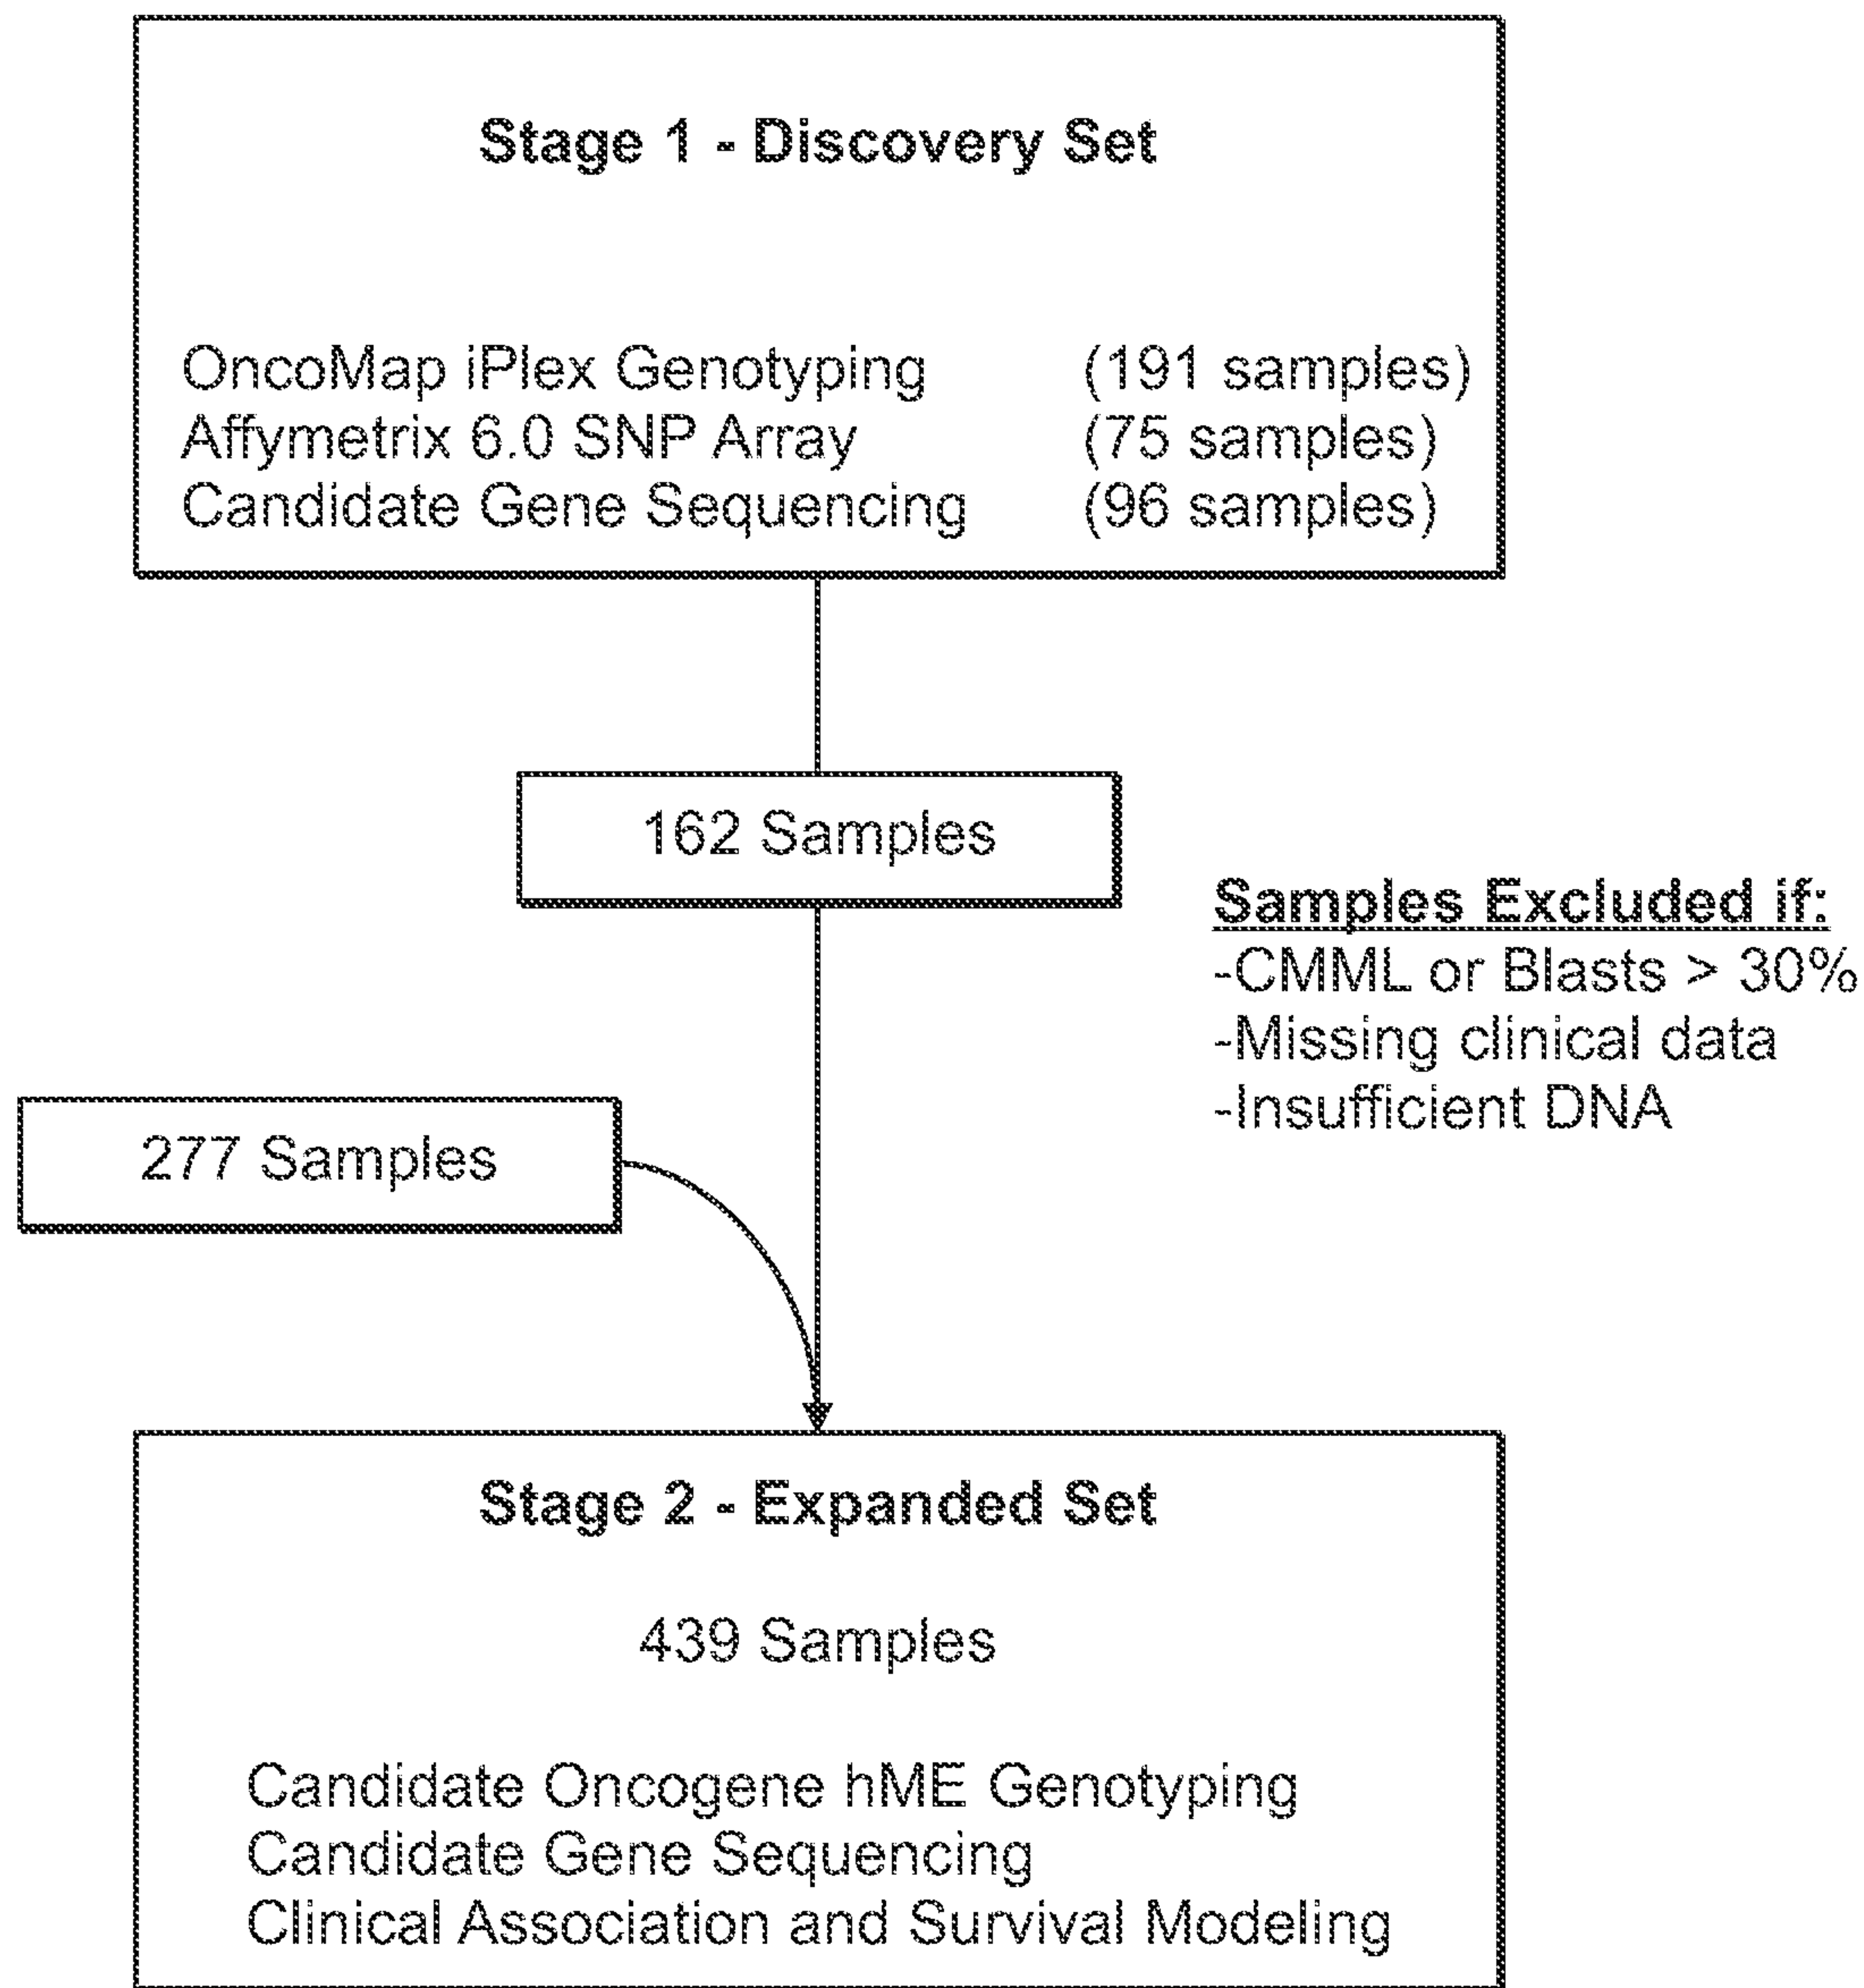 Stage 1 - Discovery Set
OncoMap iPlex Genotyping (191 samples)
Affymetrix 6.0 SNP Array (75 samples)
Candidate Gene Sequencing (96 samples)
162 Samples
Samples Excluded if:
-CMML or Blasts > 30%
-Missing clinical data
-Insufficient DNA
277 Samples
Stage 2 - Expanded Set
439 Samples
Candidate Oncogene hME Genotyping
Candidate Gene Sequencing
Clinical Association and Survival Modeling